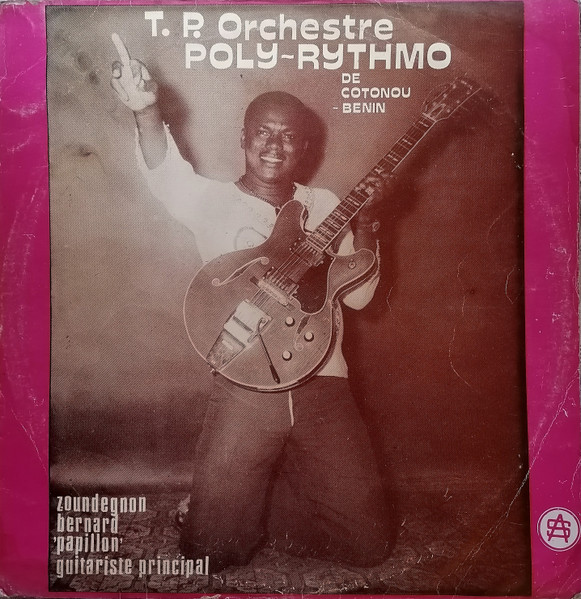 T. P. Orchestre
POLY-RYTHMO
DE
COTONOU
- BENIN
zoundegnon
bernard
'papillon'
guitariste principal